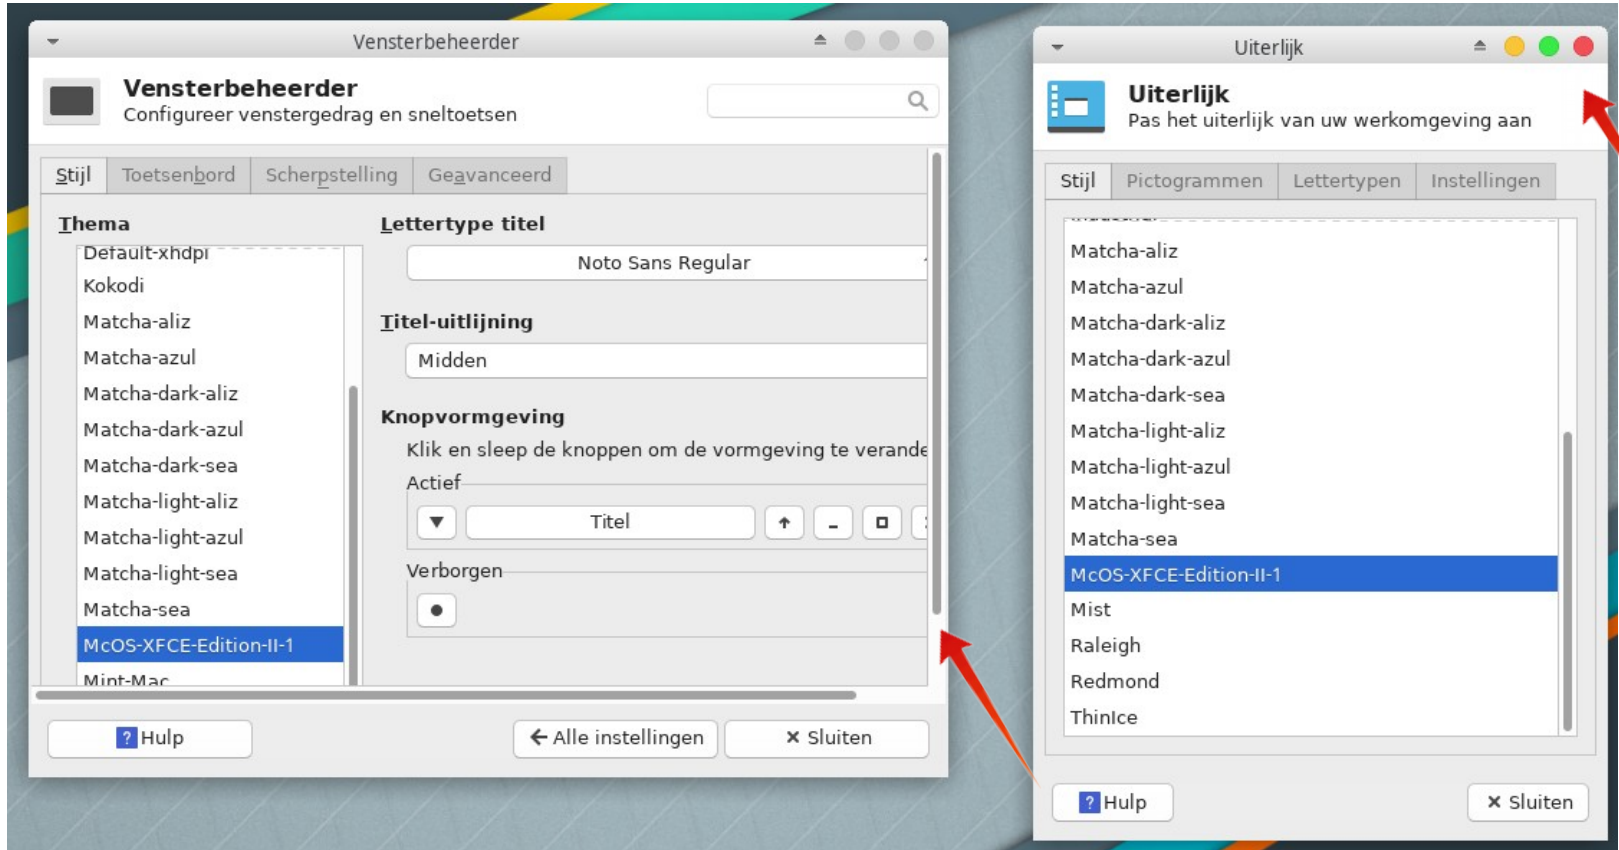 Vensterbeheerder
Vensterbeheerder
Configureer venstergedrag en sneltoetsen
Stijl Toetsenbord Scherpstelling Geavanceerd
Thema
Default-xhdpi
Kokodi
Matcha-aliz
Matcha-azul
Matcha-dark-aliz
Matcha-dark-azul
Matcha-dark-sea
Matcha-light-aliz
Matcha-light-azul
Matcha-light-sea
Matcha-sea
McOS-XFCE-Edition-II-1
Mint-Mac
Lettertype titel
Noto Sans Regular
Titel-uitlijning
Midden
Knopvormgeving
Klik en sleep de knoppen om de vormgeving te verande
Actief
Titel
Verborgen
? Hulp
Alle instellingen
Sluiten
Uiterlijk
Uiterlijk
Pas het uiterlijk van uw werkomgeving aan
Stijl Pictogrammen Lettertypen Instellingen
Matcha-aliz
Matcha-azul
Matcha-dark-aliz
Matcha-dark-azul
Matcha-dark-sea
Matcha-light-aliz
Matcha-light-azul
Matcha-light-sea
Matcha-sea
McOS-XFCE-Edition-II-1
Mist
Raleigh
Redmond
ThinIce
? Hulp
Sluiten